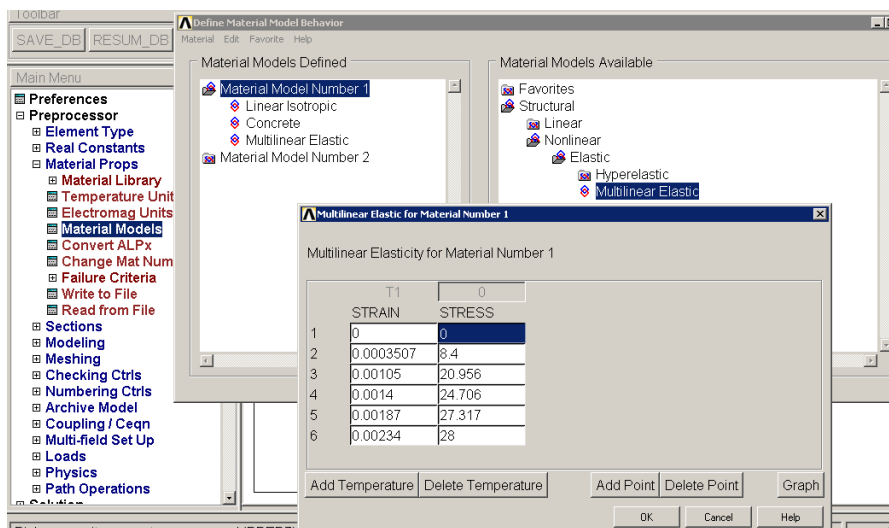 Toolbar
SAVE_DB RESUM_DB
Main Menu
Preferences
Preprocessor
Element Type
Real Constants
Material Props
Material Library
Temperature Unit
Electromag Units
Material Models
Convert ALPx
Change Mat Num
Failure Criteria
Write to File
Read from File
Sections
Modeling
Meshing
Checking Ctrls
Numbering Ctrls
Archive Model
Coupling / Ceqn
Multi-field Set Up
Loads
Physics
Path Operations
Define Material Model Behavior
Material Edit Favorite Help
Material Models Defined
Material Model Number 1
Linear Isotropic
Concrete
Multilinear Elastic
Material Model Number 2
Material Models Available
Favorites
Structural
Linear
Nonlinear
Elastic
Hyperelastic
Multilinear Elastic
Multilinear Elastic for Material Number 1
Multilinear Elasticity for Material Number 1
T1 0
STRAIN STRESS
1 0 0
2 0.0003507 8.4
3 0.00105 20.956
4 0.0014 24.706
5 0.00187 27.317
6 0.00234 28
Add Temperature Delete Temperature Add Point Delete Point Graph
OK Cancel Help